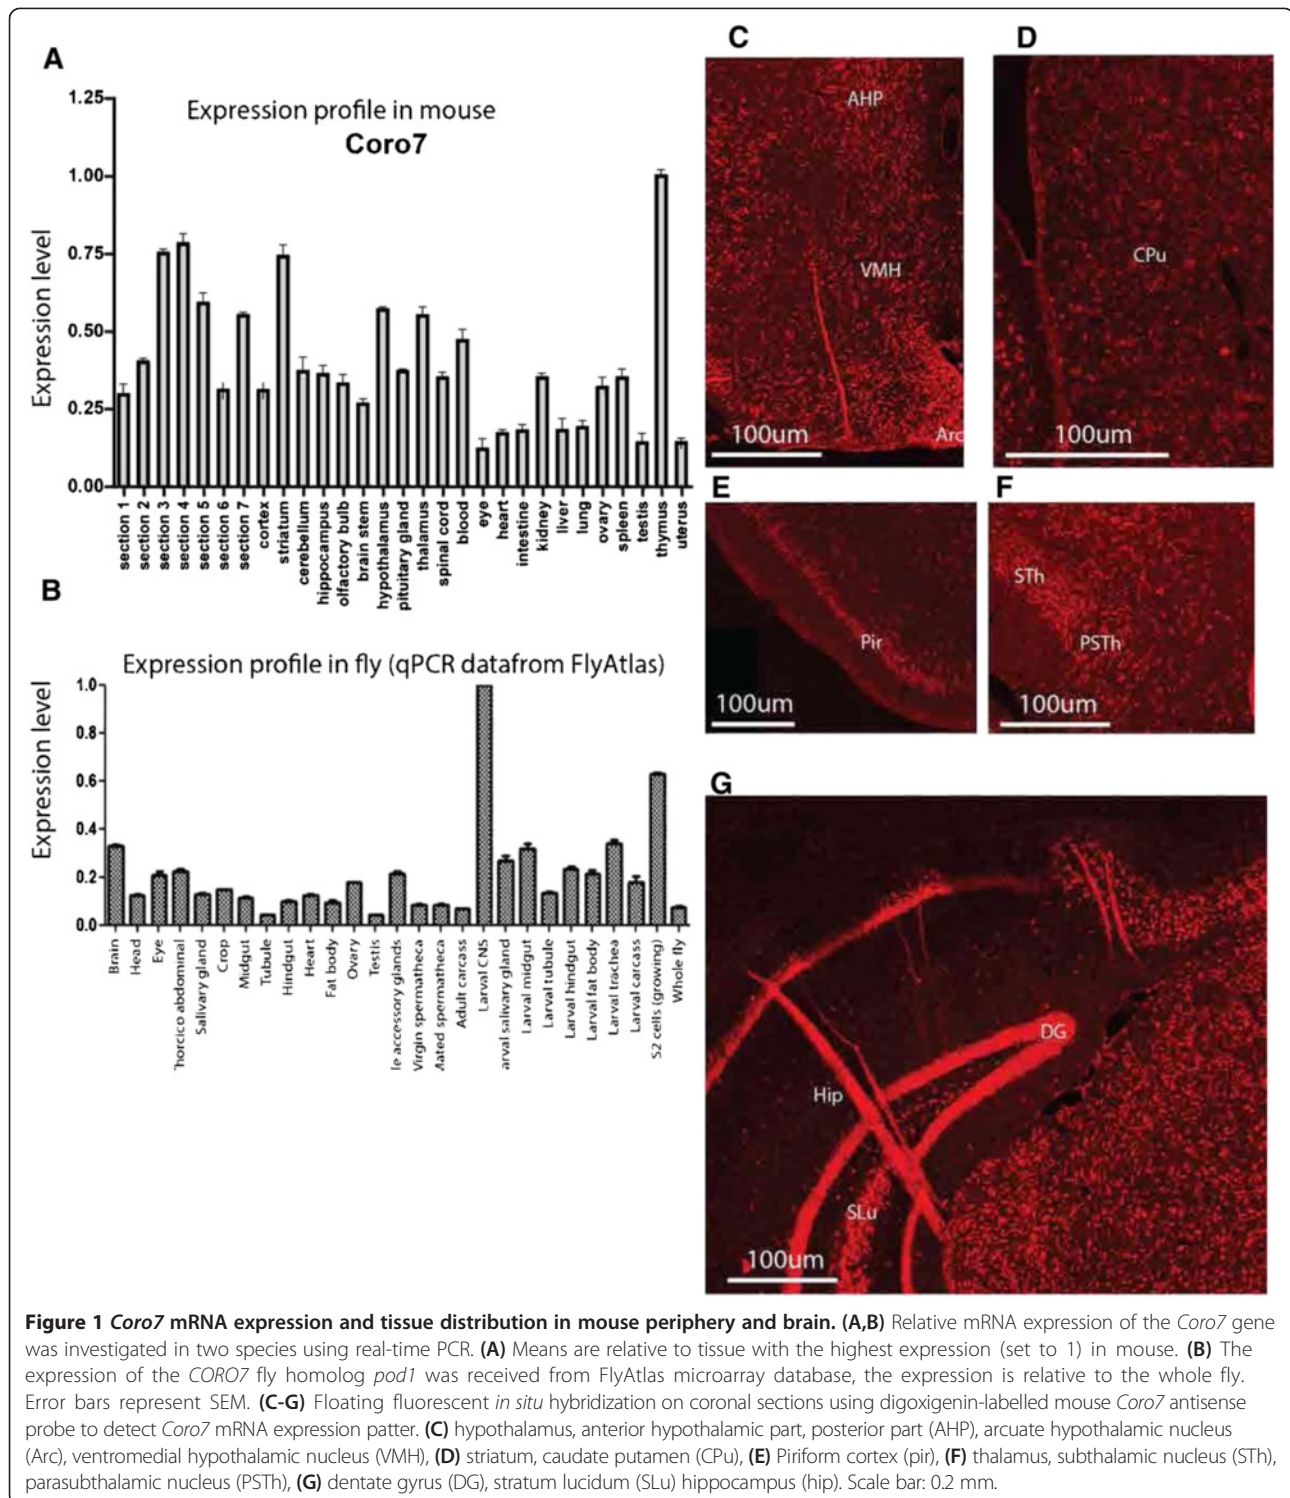 A
Expression profile in mouse
Coro7
Expression level
1.25
1.00
0.75
0.50
0.25
0.00
section 1
section 2
section 3
section 4
section 5
section 6
section 7
cortex
striatum
cerebellum
hippocampus
olfactory bulb
brain stem
hypothalamus
pituitary gland
thalamus
spinal cord
blood
eye
heart
intestine
kidney
liver
lung
ovary
spleen
testis
thymus
uterus
B
Expression profile in fly (qPCR datafrom FlyAtlas)
Expression level
1.0
0.8
0.6
0.4
0.2
0.0
Brain
Head
Eye
Thorcico abdominal
Salivary gland
Crop
Midgut
Tubule
Hindgut
Heart
Fat body
Ovary
Testis
le accessory glands
Virgin spermatheca
Mated spermatheca
Adult carcass
Larval CNS
arval salivary gland
Larval midgut
Larval tubule
Larval hindgut
Larval fat body
Larval trachea
Larval carcass
S2 cells (growing)
Whole fly
C
AHP
VMH
Arc
100um
D
CPu
100um
E
Pir
100um
F
STh
PSTh
100um
G
DG
Hip
SLu
100um
Figure 1 Coro7 mRNA expression and tissue distribution in mouse periphery and brain. (A,B) Relative mRNA expression of the Coro7 gene
was investigated in two species using real-time PCR. (A) Means are relative to tissue with the highest expression (set to 1) in mouse. (B) The
expression of the CORO7 fly homolog pod1 was received from FlyAtlas microarray database, the expression is relative to the whole fly.
Error bars represent SEM. (C-G) Floating fluorescent in situ hybridization on coronal sections using digoxigenin-labelled mouse Coro7 antisense
probe to detect Coro7 mRNA expression patter. (C) hypothalamus, anterior hypothalamic part, posterior part (AHP), arcuate hypothalamic nucleus
(Arc), ventromedial hypothalamic nucleus (VMH), (D) striatum, caudate putamen (CPu), (E) Piriform cortex (pir), (F) thalamus, subthalamic nucleus (STh),
parasubthalamic nucleus (PSTh), (G) dentate gyrus (DG), stratum lucidum (SLu) hippocampus (hip). Scale bar: 0.2 mm.